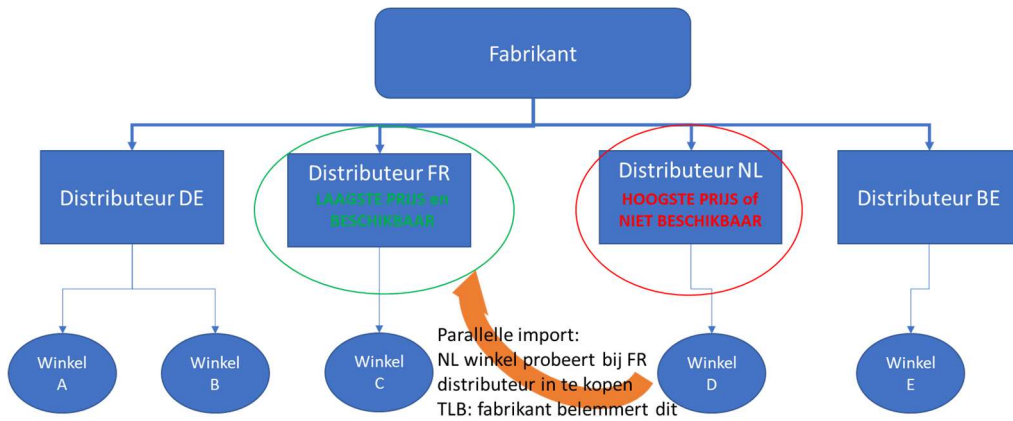 Fabrikant
Distributeur DE
Distributeur FR
LAAGSTE PRIJS en
BESCHIKBAAR
Distributeur NL
HOOGSTE PRIJS of
NIET BESCHIKBAAR
Distributeur BE
Winkel
A
Winkel
B
Winkel
C
Parallelle import:
NL winkel probeert bij FR
distributeur in te kopen
TLB: fabrikant belemmert dit
Winkel
D
Winkel
E